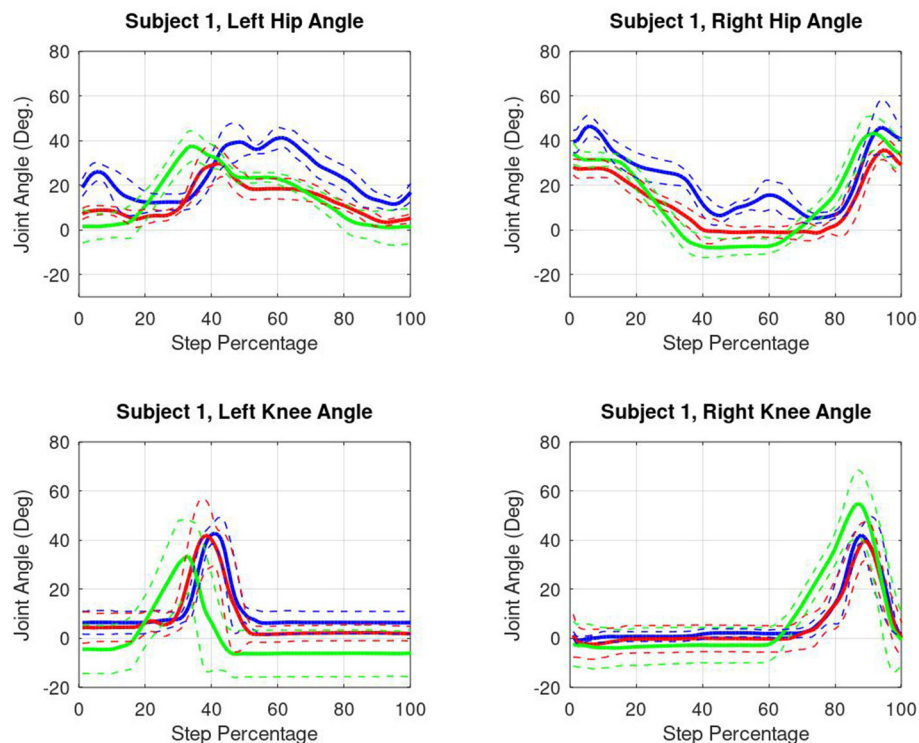 Subject 1, Left Hip Angle
80
60
40
20
0
-20
Joint Angle (Deg.)
0 20 40 60 80 100
Step Percentage
Subject 1, Right Hip Angle
80
60
40
20
0
-20
Joint Angle (Deg.)
0 20 40 60 80 100
Step Percentage
Subject 1, Left Knee Angle
80
60
40
20
0
-20
Joint Angle (Deg)
0 20 40 60 80 100
Step Percentage
Subject 1, Right Knee Angle
80
60
40
20
0
-20
Joint Angle (Deg)
0 20 40 60 80 100
Step Percentage